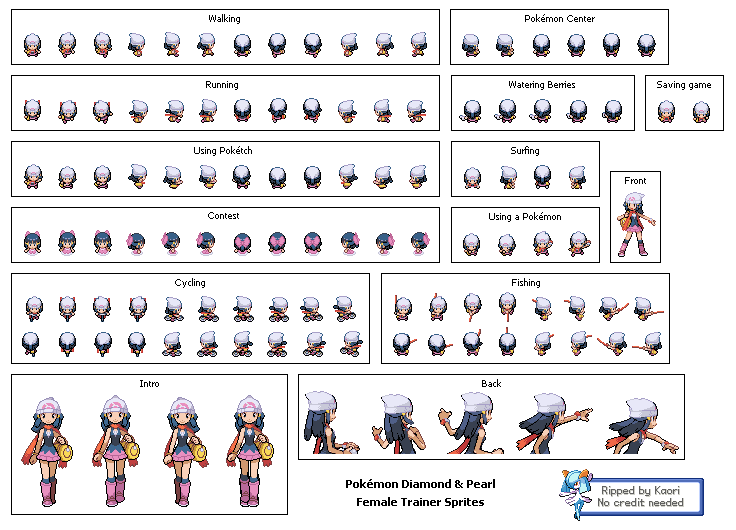 Walking
Pokémon Center
Running
Watering Berries
Saving game
Using Pokétch
Surfing
Front
Contest
Using a Pokémon
Cycling
Fishing
Intro
Back
Pokémon Diamond & Pearl
Female Trainer Sprites
Ripped by Kaori
No credit needed